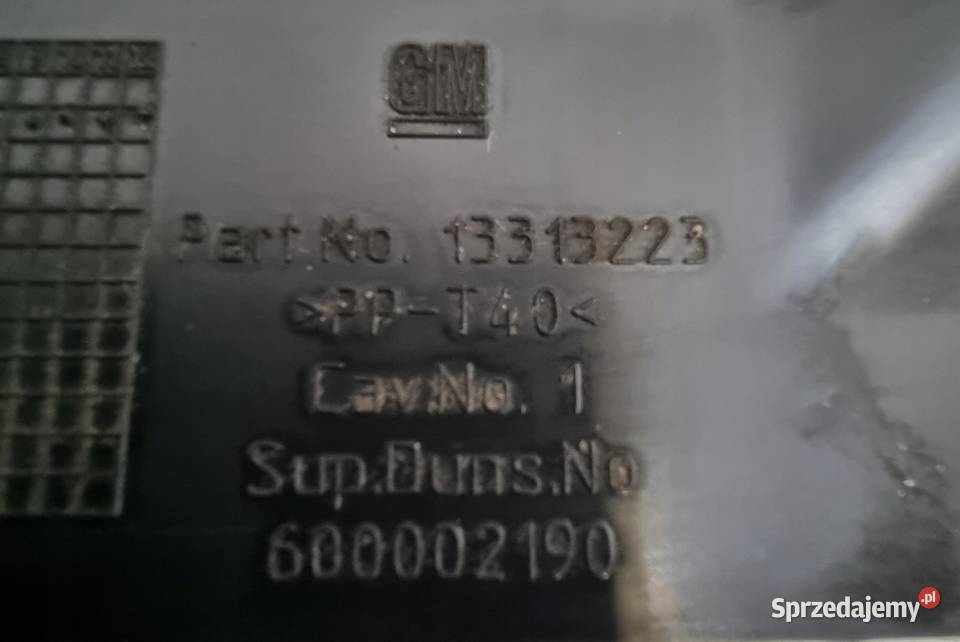 GM
Part No. 13313223
>PP-T40<
Cav.No. 1
Sup.Duns.No
600002190
Sprzedajemy.pl